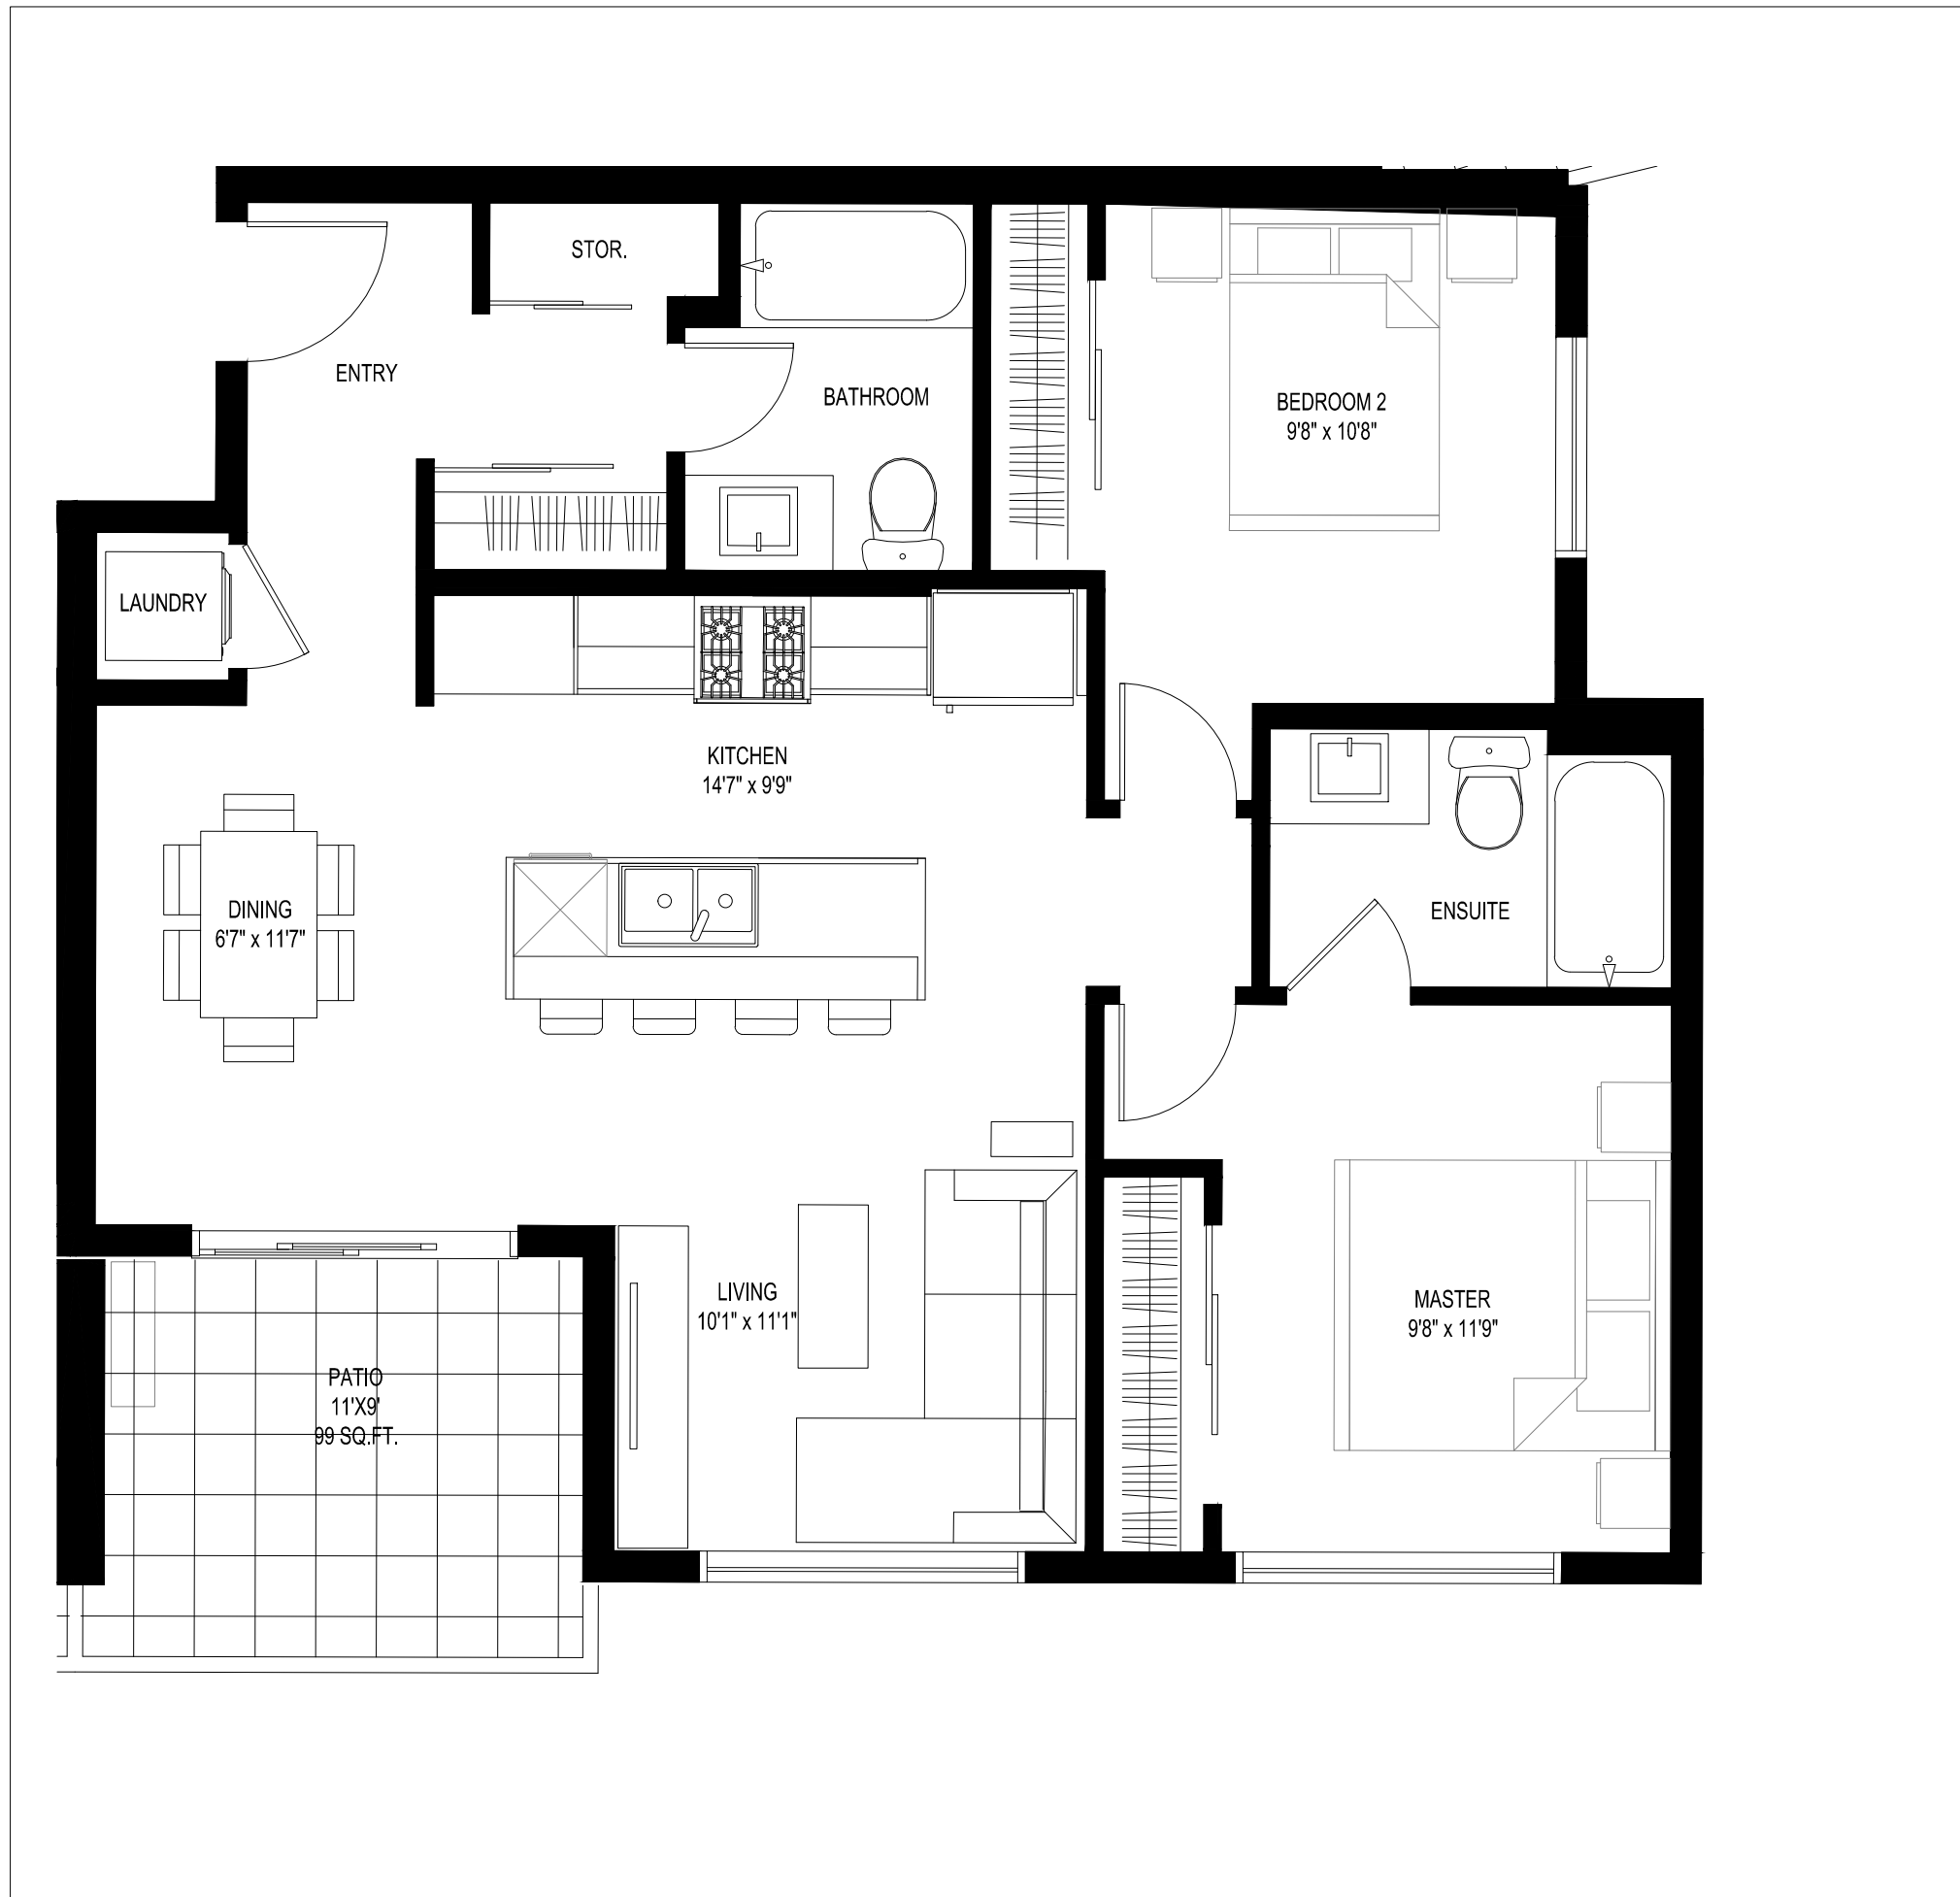 STOR.
ENTRY
BATHROOM
BEDROOM 2
9'8" x 10'8"
LAUNDRY
KITCHEN
14'7" x 9'9"
DINING
6'7" x 11'7"
ENSUITE
LIVING
10'1" x 11'1"
MASTER
9'8" x 11'9"
PATIO
11'X9'
99 SQ.FT.